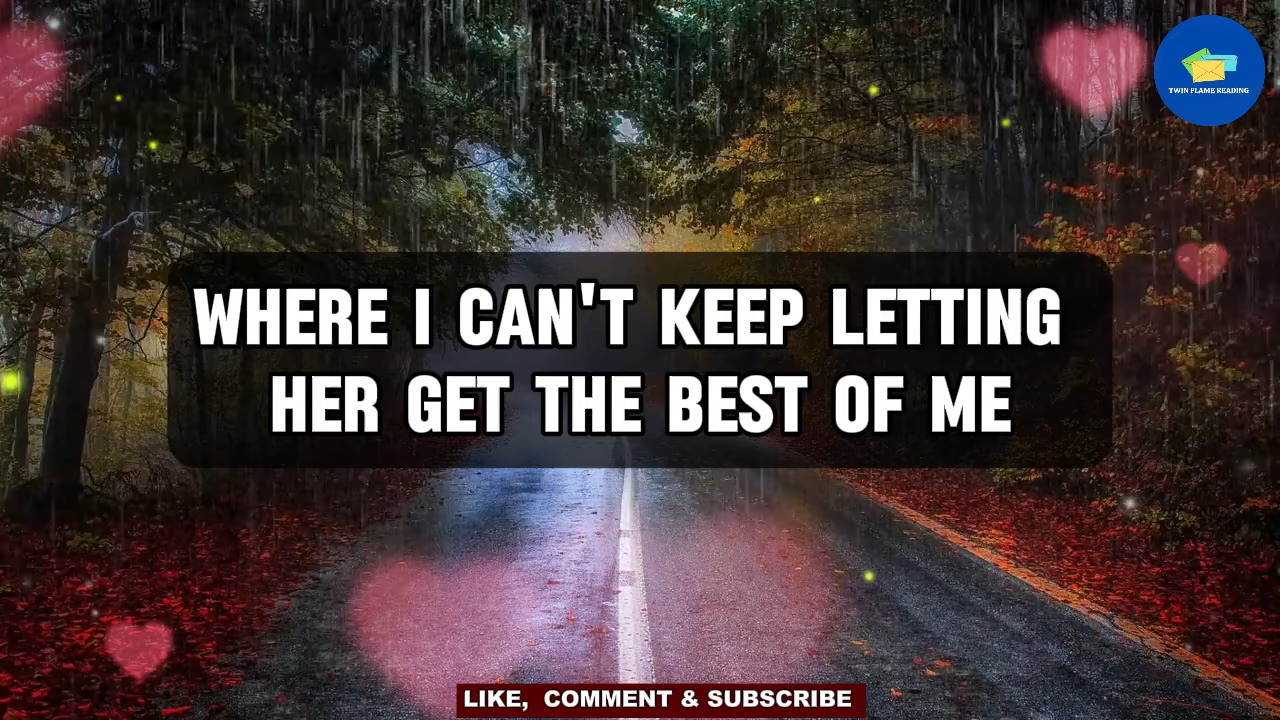 TWIN FLAME READING
WHERE I CAN'T KEEP LETTING
HER GET THE BEST OF ME
LIKE, COMMENT & SUBSCRIBE